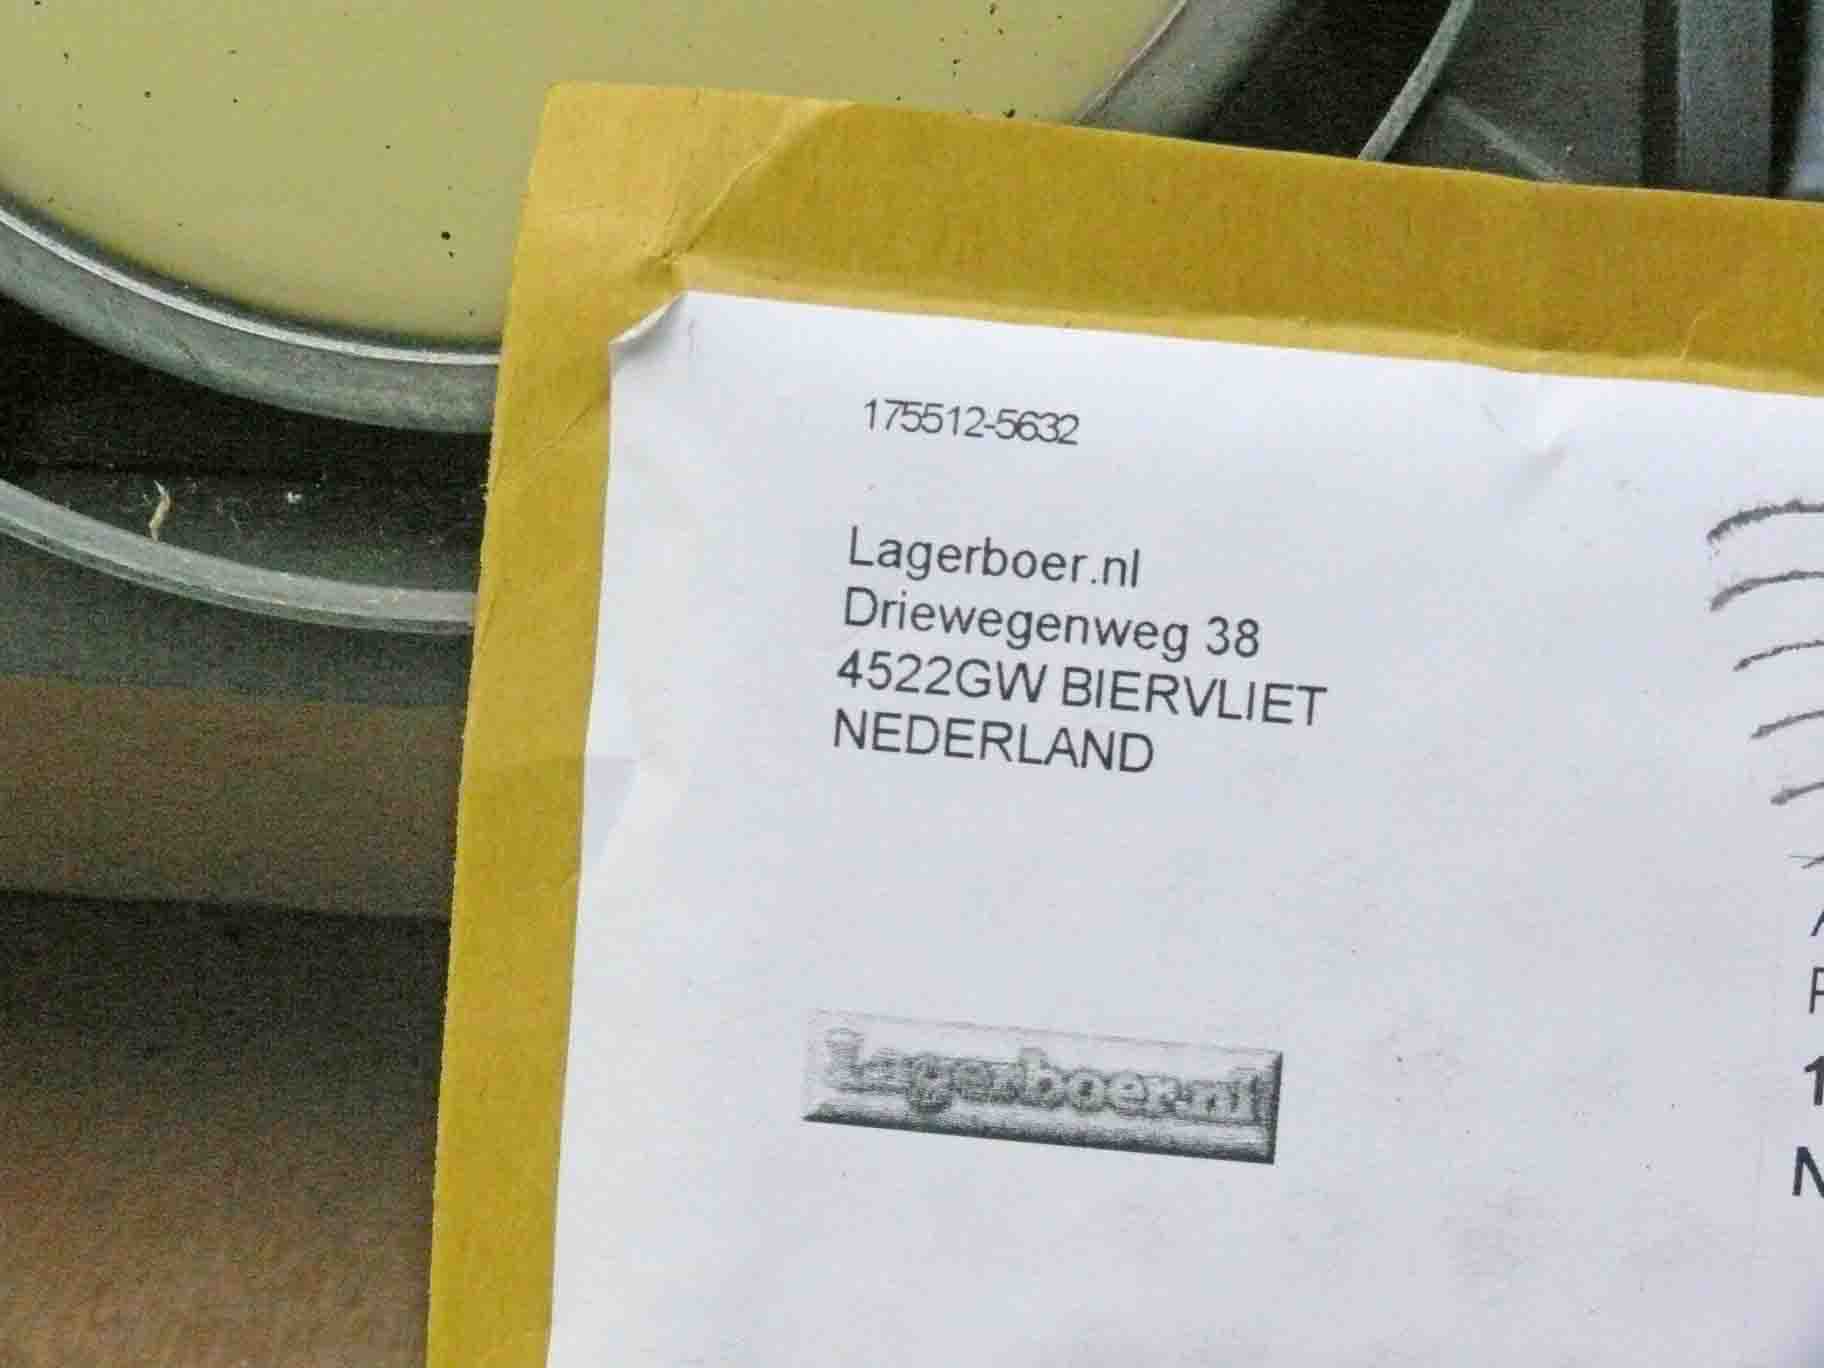 175512-5632
Lagerboer.nl
Driewegenweg 38
4522GW BIERVLIET
NEDERLAND
Lagerboer.nl